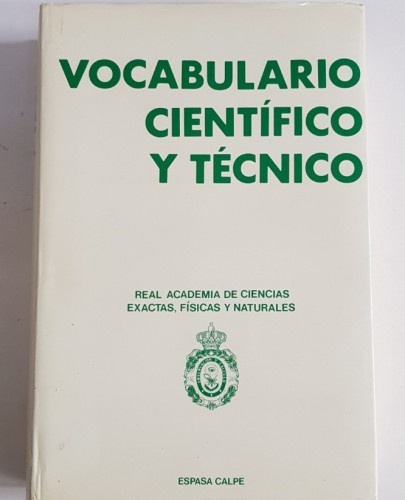 VOCABULARIO
CIENTÍFICO
Y TÉCNICO
REAL ACADEMIA DE CIENCIAS
EXACTAS, FÍSICAS Y NATURALES
ESPASA CALPE